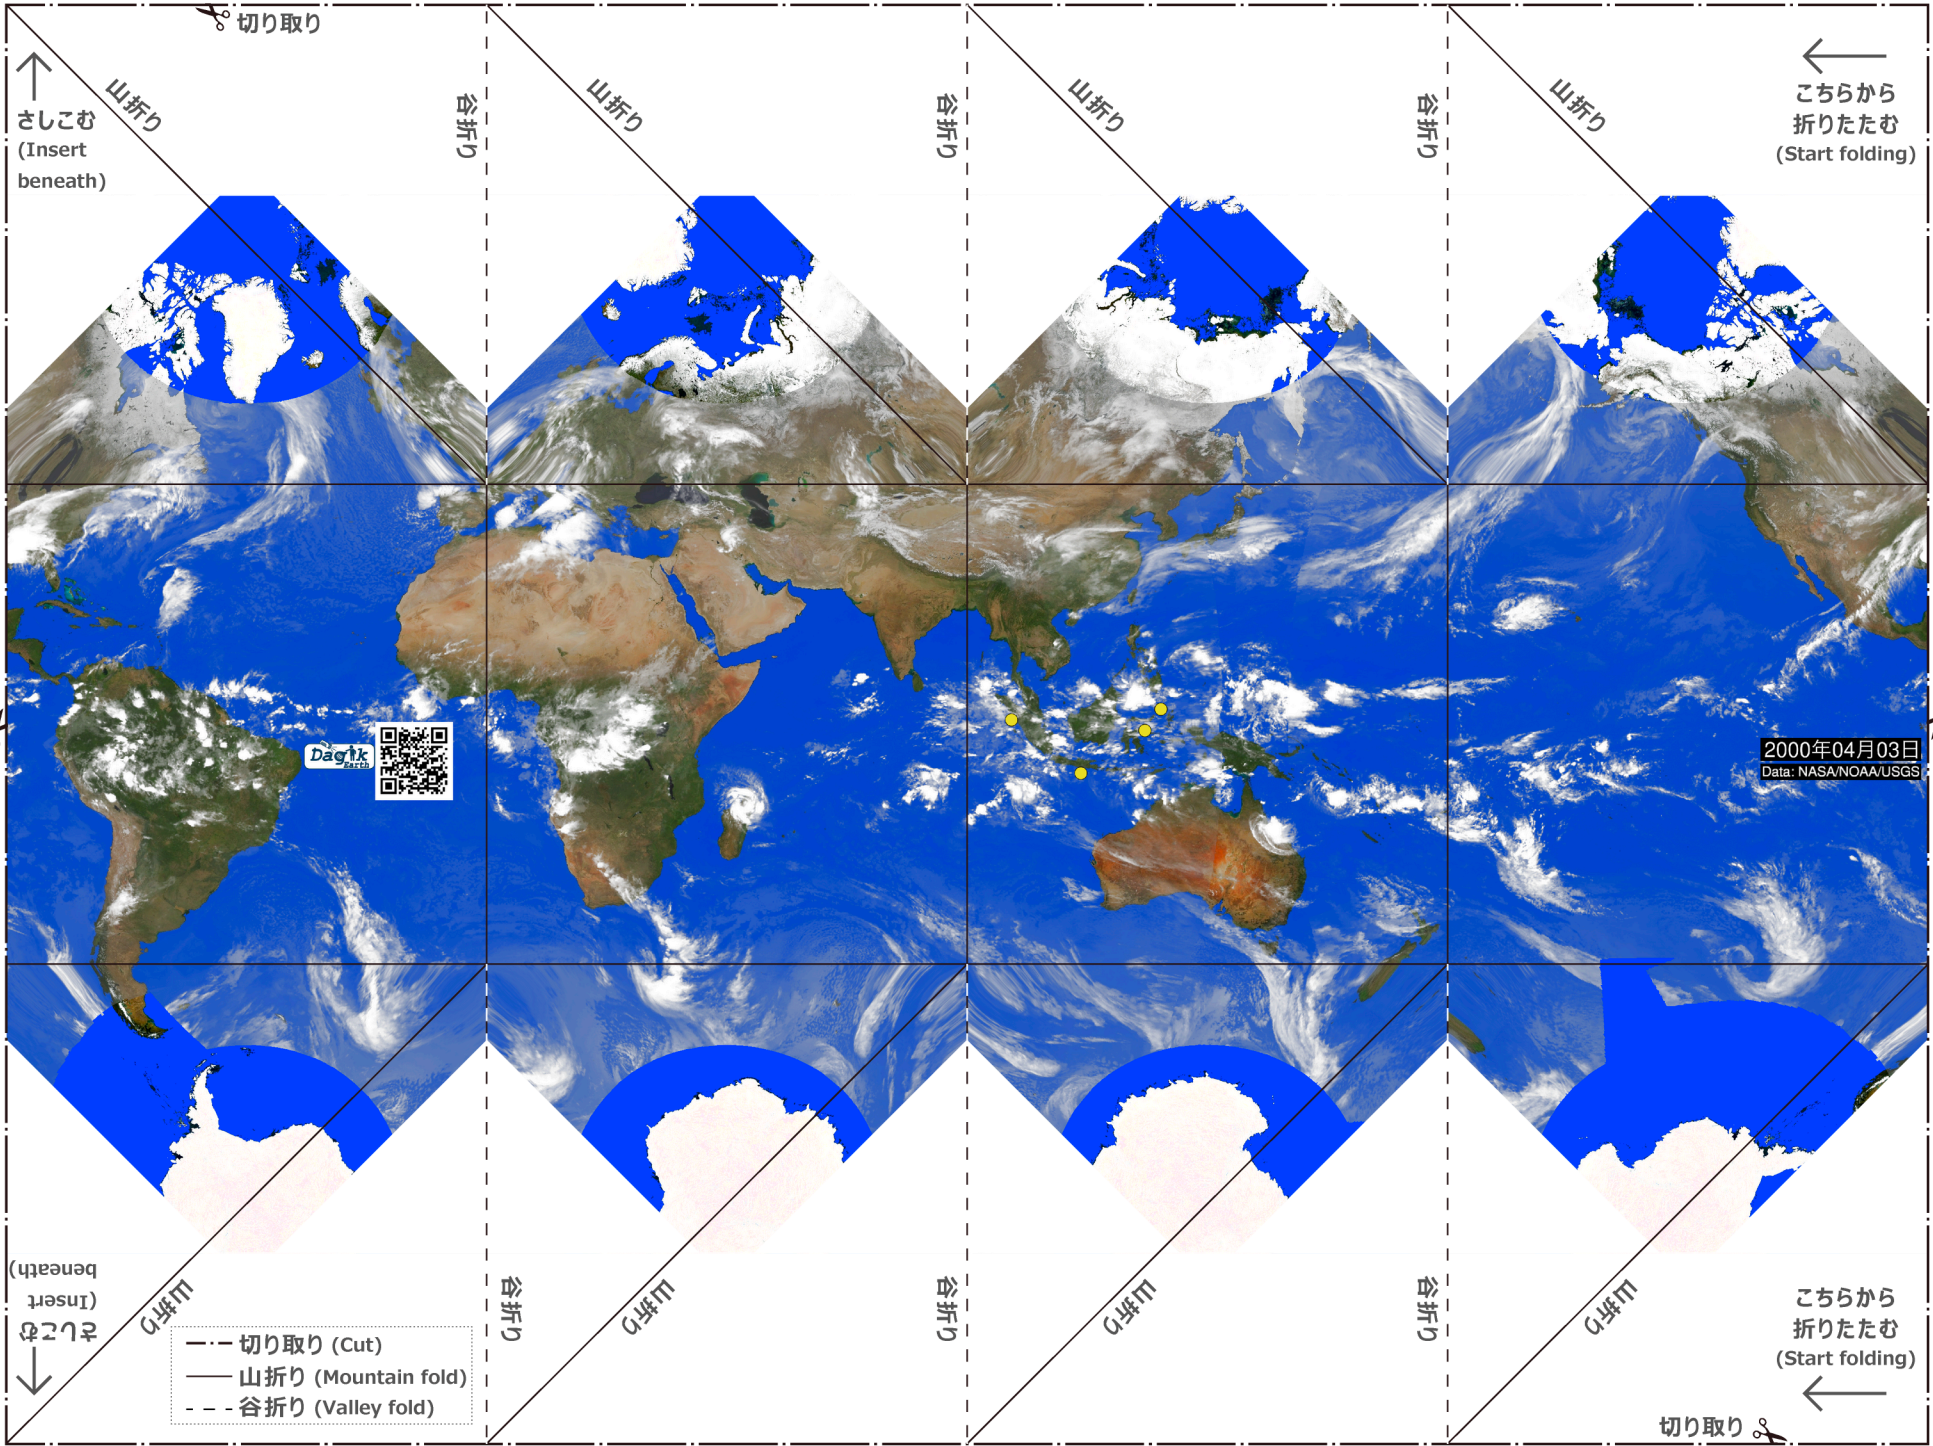 切り取り
山折り
谷折り
山折り
谷折り
山折り
谷折り
山折り
さしこむ
(Insert
beneath)
こちらから
折りたたむ
(Start folding)
Dagik
Earth
2000年04月03日
Data: NASA/NOAA/USGS
さしこむ
(Insert
beneath)
山折り
谷折り
山折り
谷折り
山折り
谷折り
山折り
こちらから
折りたたむ
(Start folding)
切り取り (Cut)
山折り (Mountain fold)
谷折り (Valley fold)
切り取り